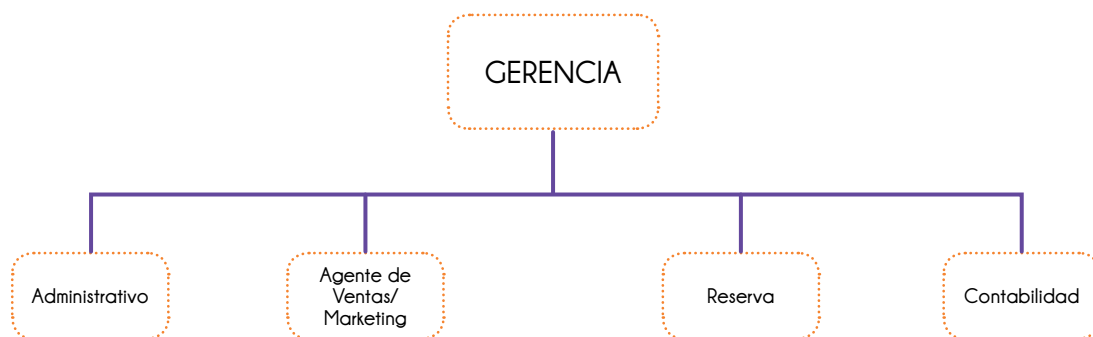 GERENCIA
Administrativo
Agente de
Ventas/
Marketing
Reserva
Contabilidad